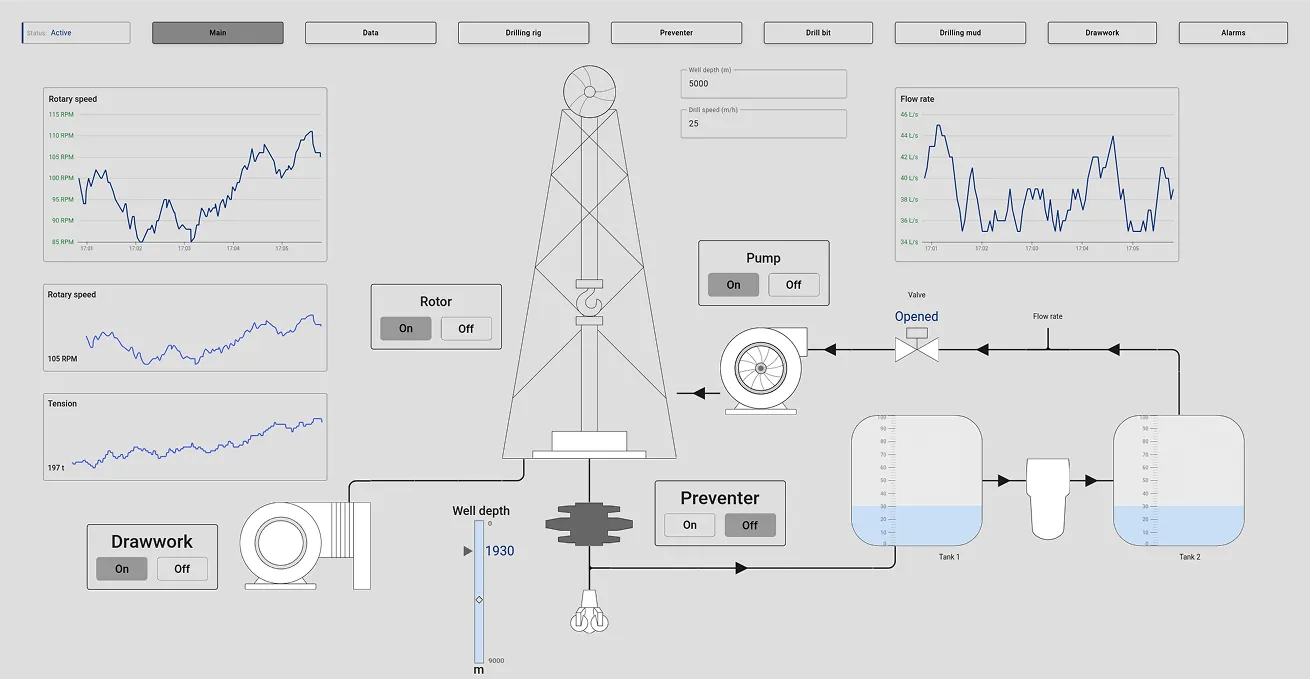 Status: Active
Main
Data
Drilling rig
Preventer
Drill bit
Drilling mud
Drawwork
Alarms
Rotary speed
115 RPM
110 RPM
105 RPM
100 RPM
95 RPM
90 RPM
85 RPM
17:01 17:02 17:03 17:04 17:05
Well depth (m)
5000
Drill speed (m/h)
25
Flow rate
46 L/s
44 L/s
42 L/s
40 L/s
38 L/s
36 L/s
34 L/s
17:01 17:02 17:03 17:04 17:05
Rotary speed
105 RPM
Tension
197 t
Rotor
On Off
Pump
On Off
Valve
Opened
Flow rate
100
90
80
70
60
50
40
30
20
10
0
Tank 1
100
90
80
70
60
50
40
30
20
10
0
Tank 2
Drawwork
On Off
Well depth
0
1930
9000
m
Preventer
On Off